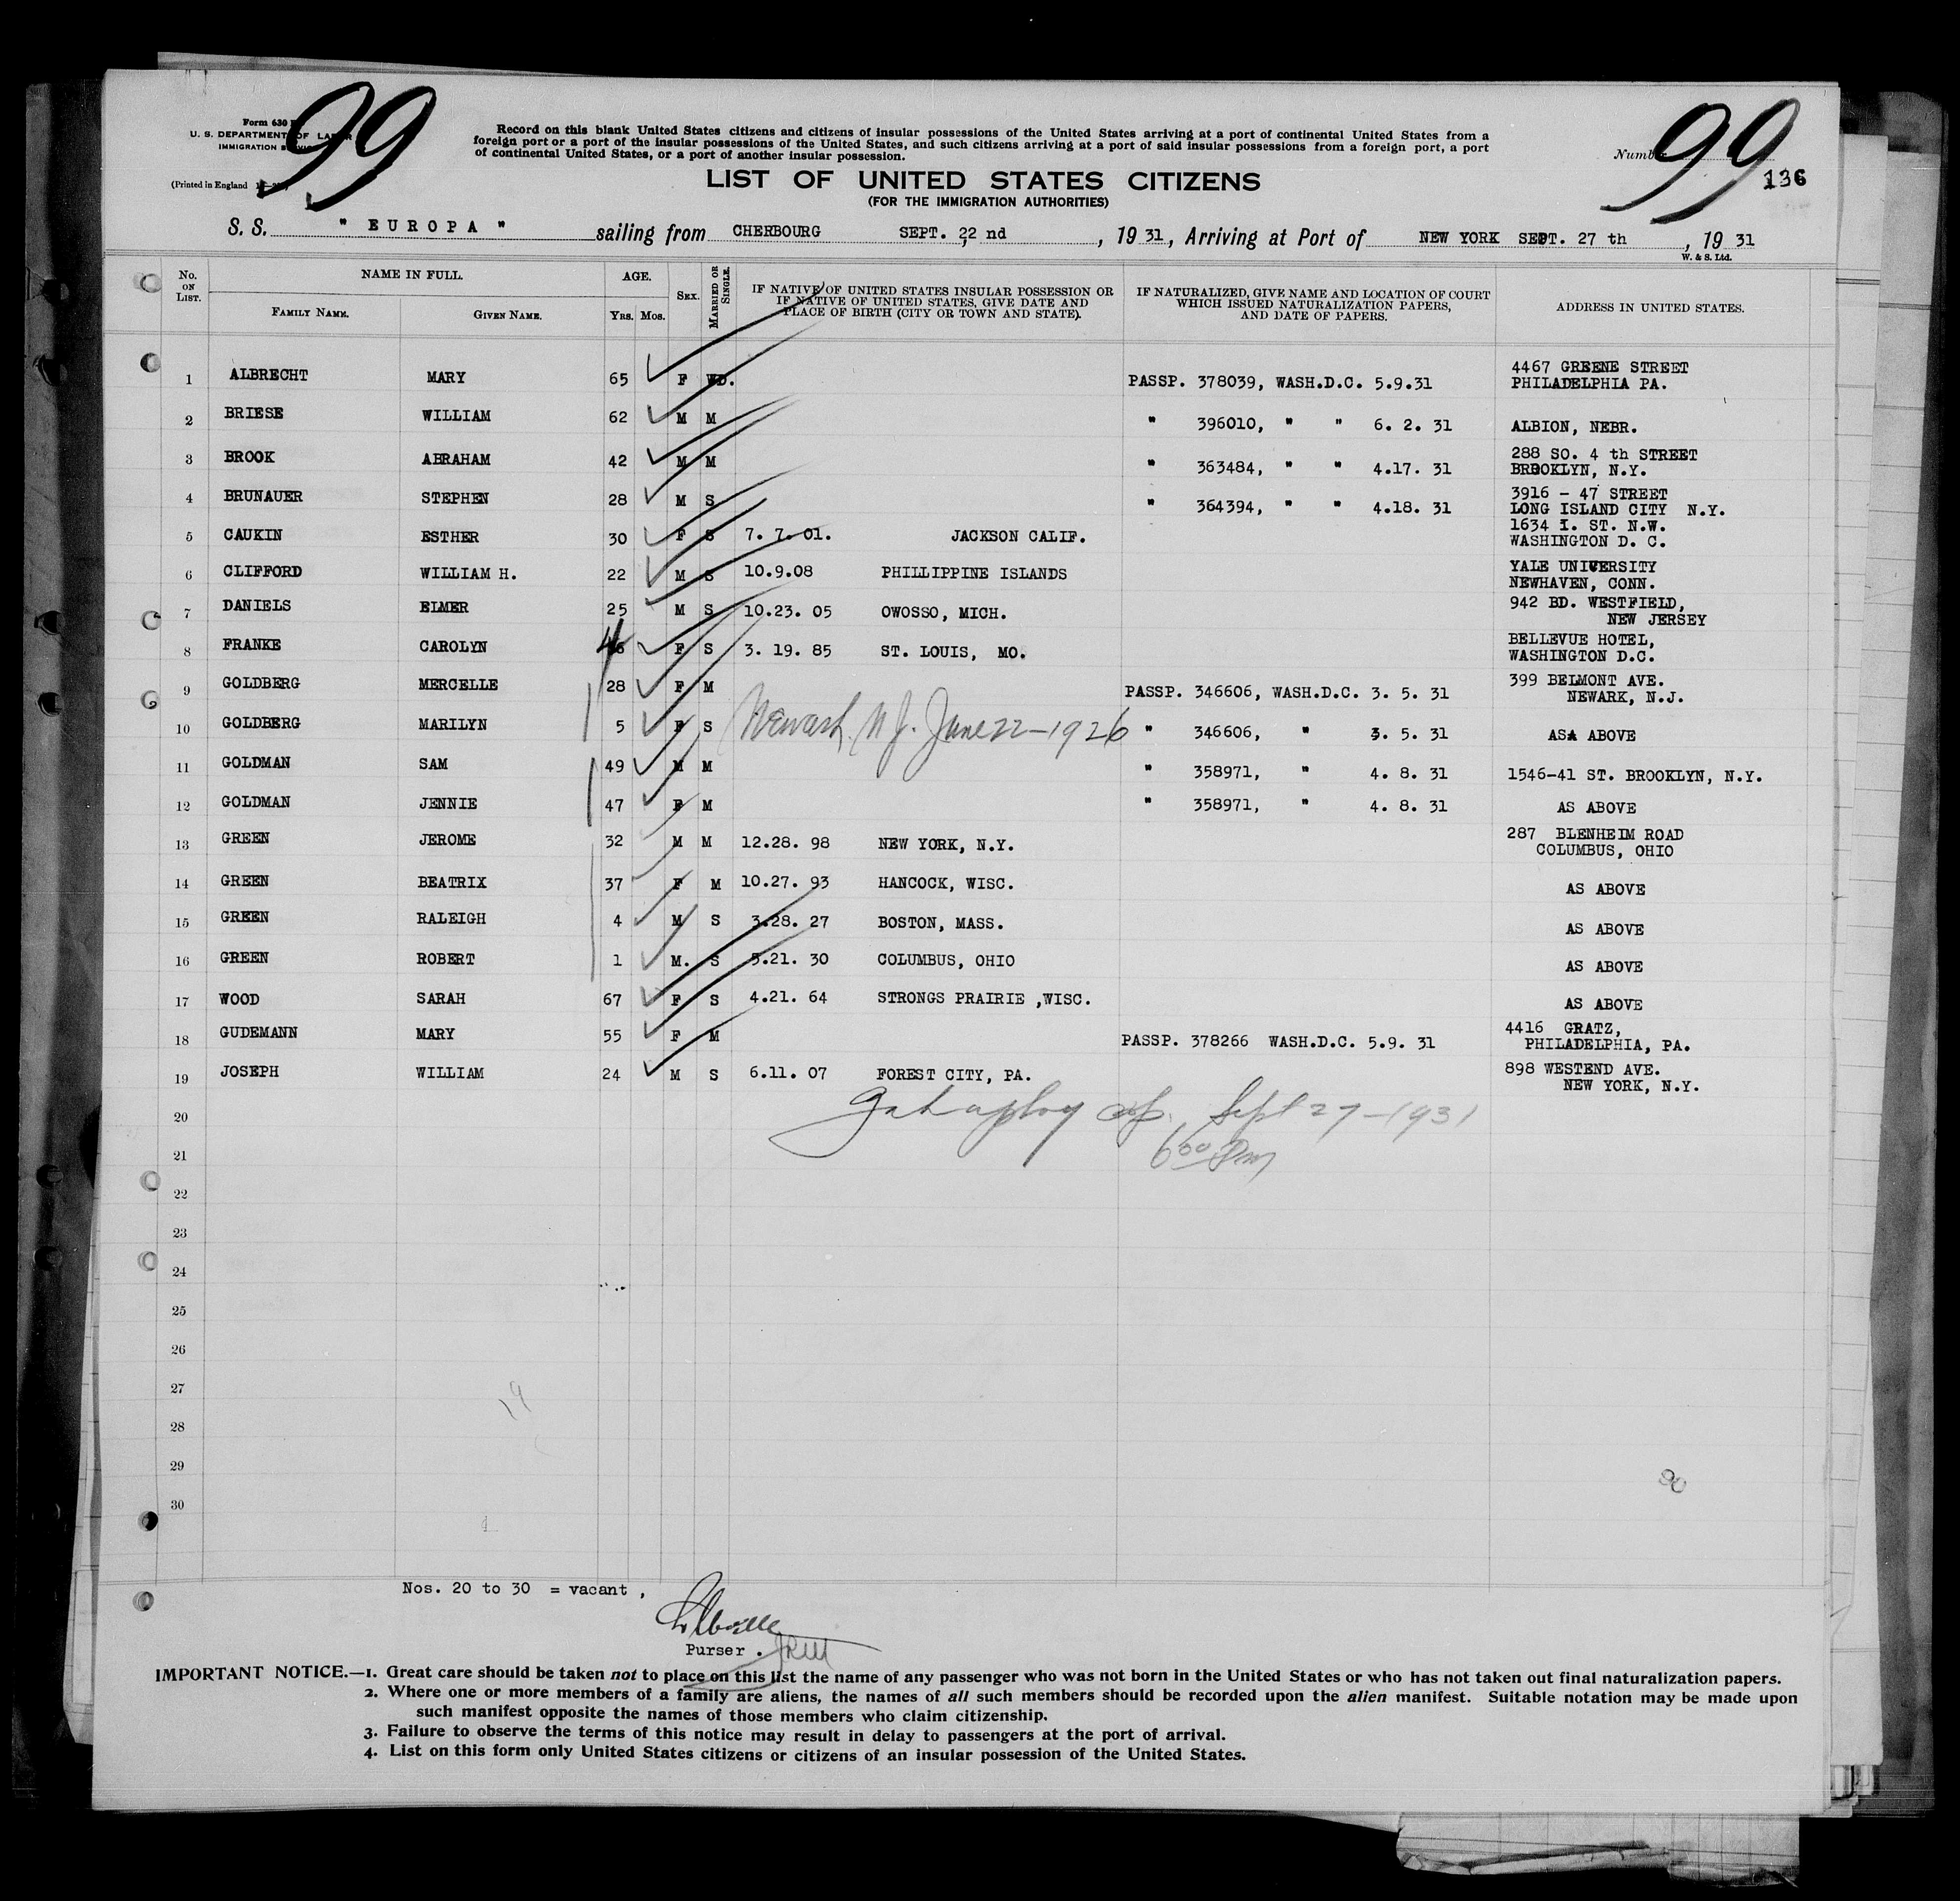 99
99
Form 630
U. S. DEPARTMENT OF LABOR
IMMIGRATION
(Printed in England
Record on this blank United States citizens and citizens of insular possessions of the United States arriving at a port of continental United States from a
foreign port or a port of the insular possessions of the United States, and such citizens arriving at a port of said insular possessions from a foreign port, a port
of continental United States, or a port of another insular possession.
Number
136
LIST OF UNITED STATES CITIZENS
(FOR THE IMMIGRATION AUTHORITIES)
S. S. " EUROPA " sailing from CHERBOURG SEPT. 22 nd, 19 31, Arriving at Port of NEW YORK SEPT. 27 th, 19 31
W. & S. Ltd.
No. ON LIST. NAME IN FULL. AGE. SEX. MARRIED OR SINGLE. IF NATIVE OF UNITED STATES INSULAR POSSESSION OR IF NATIVE OF UNITED STATES, GIVE DATE AND PLACE OF BIRTH (CITY OR TOWN AND STATE). IF NATURALIZED, GIVE NAME AND LOCATION OF COURT WHICH ISSUED NATURALIZATION PAPERS, AND DATE OF PAPERS. ADDRESS IN UNITED STATES.
FAMILY NAME. GIVEN NAME. Yrs. Mos.
1 ALBRECHT MARY 65 F WD. PASSP. 378039, WASH.D.C. 5.9.31 4467 GREENE STREET
PHILADELPHIA PA.
2 BRIESE WILLIAM 62 M M " 396010, " " 6. 2. 31 ALBION, NEBR.
3 BROOK ABRAHAM 42 M M " 363484, " " 4.17. 31 288 SO. 4 th STREET
BROOKLYN, N.Y.
4 BRUNAUER STEPHEN 28 M S " 364394, " " 4.18. 31 3916 - 47 STREET
LONG ISLAND CITY N.Y.
5 CAUKIN ESTHER 30 F S 7. 7. 01. JACKSON CALIF. 1634 I. ST. N.W.
WASHINGTON D. C.
6 CLIFFORD WILLIAM H. 22 M S 10.9.08 PHILLIPPINE ISLANDS YALE UNIVERSITY
NEWHAVEN, CONN.
7 DANIELS ELMER 25 M S 10.23. 05 OWOSSO, MICH. 942 BD. WESTFIELD,
NEW JERSEY
8 FRANKE CAROLYN 46 F S 3. 19. 85 ST. LOUIS, MO. BELLEVUE HOTEL,
WASHINGTON D.C.
9 GOLDBERG MERCELLE 28 F M PASSP. 346606, WASH.D.C. 3. 5. 31 399 BELMONT AVE.
NEWARK, N.J.
10 GOLDBERG MARILYN 5 F S Newark, N J. June 22-1926 " 346606, " 3. 5. 31 ASA ABOVE
11 GOLDMAN SAM 49 M M " 358971, " 4. 8. 31 1546-41 ST. BROOKLYN, N.Y.
12 GOLDMAN JENNIE 47 F M " 358971, " 4. 8. 31 AS ABOVE
13 GREEN JEROME 32 M M 12.28. 98 NEW YORK, N.Y. 287 BLENHEIM ROAD
COLUMBUS, OHIO
14 GREEN BEATRIX 37 F M 10.27. 93 HANCOCK, WISC. AS ABOVE
15 GREEN RALEIGH 4 M S 3.28. 27 BOSTON, MASS. AS ABOVE
16 GREEN ROBERT 1 M. S 5.21. 30 COLUMBUS, OHIO AS ABOVE
17 WOOD SARAH 67 F S 4.21. 64 STRONGS PRAIRIE ,WISC. AS ABOVE
18 GUDEMANN MARY 55 F M PASSP. 378266 WASH.D.C. 5.9. 31 4416 GRATZ,
PHILADELPHIA, PA.
19 JOSEPH WILLIAM 24 M S 6.11. 07 FOREST CITY, PA. 898 WESTEND AVE.
NEW YORK, N.Y.
20 Sept 27-1931
21 6 00 Pm
22
23
24
25
26
27
19
28
29
30
Nos. 20 to 30 = vacant ,
Purser .
IMPORTANT NOTICE.—1. Great care should be taken not to place on this list the name of any passenger who was not born in the United States or who has not taken out final naturalization papers.
2. Where one or more members of a family are aliens, the names of all such members should be recorded upon the alien manifest. Suitable notation may be made upon
such manifest opposite the names of those members who claim citizenship.
3. Failure to observe the terms of this notice may result in delay to passengers at the port of arrival.
4. List on this form only United States citizens or citizens of an insular possession of the United States.